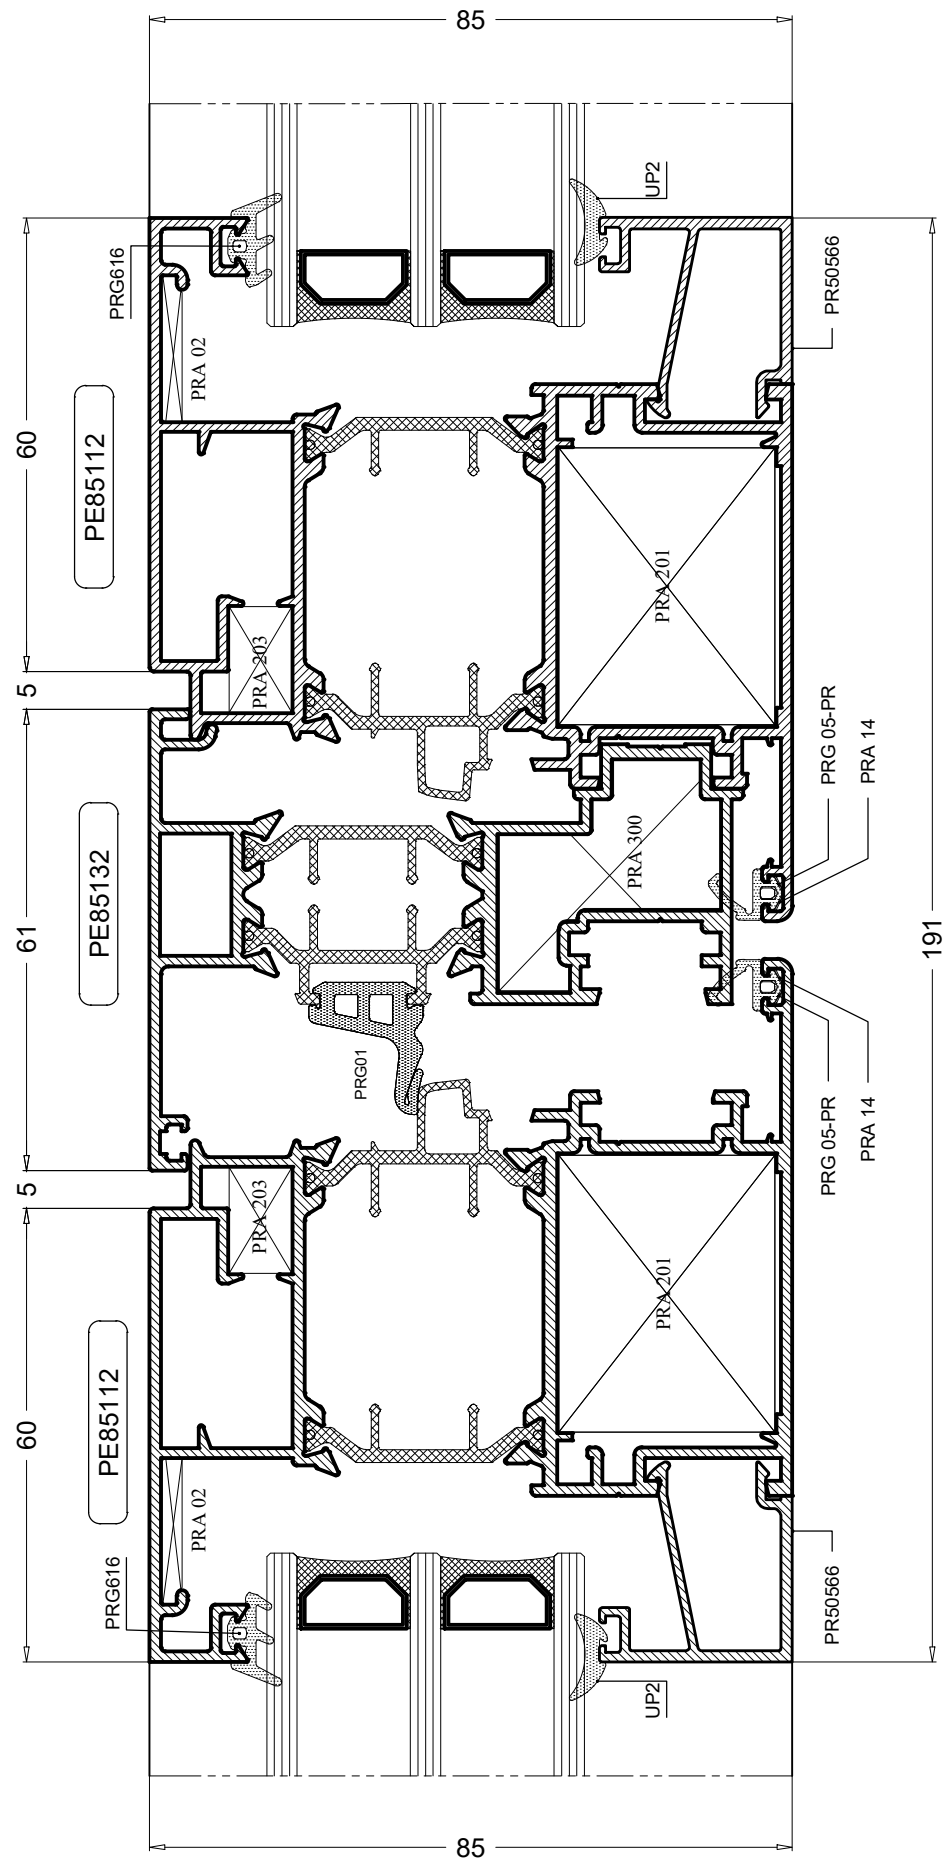 85
UP2
PRG616
PR50566
PRA 02
60
PE85112
PRA 201
PRA 203
5
PRG 05-PR
PRA 14
PE85132
PRA 300
61
191
PRG01
PRG 05-PR
PRA 14
5
PRA 203
PRA 201
PE85112
60
PRA 02
PRG616
PR50566
UP2
85